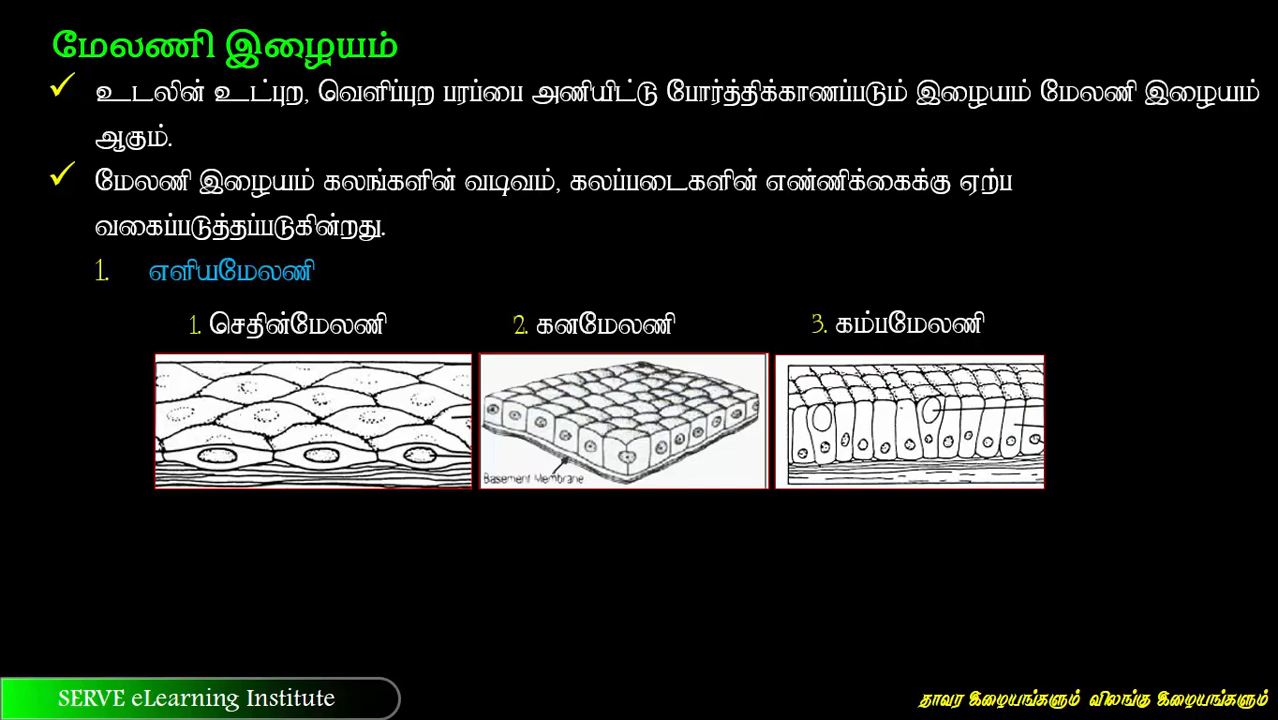 மேலணி இழையம்
✓ உடலின் உட்புற, வெளிப்புற பரப்பை அணியிட்டு போர்த்திக்காணப்படும் இழையம் மேலணி இழையம்
ஆகும்.
✓ மேலணி இழையம் கலங்களின் வடிவம், கலப்படைகளின் எண்ணிக்கைக்கு ஏற்ப
வகைப்படுத்தப்படுகின்றது.
1. எளியமேலணி
1. செதின்மேலணி 2. கனமேலணி 3. கம்பமேலணி
Basement Membrane
SERVE eLearning Institute தாவர இழையங்களும் விலங்கு இழையங்களும்